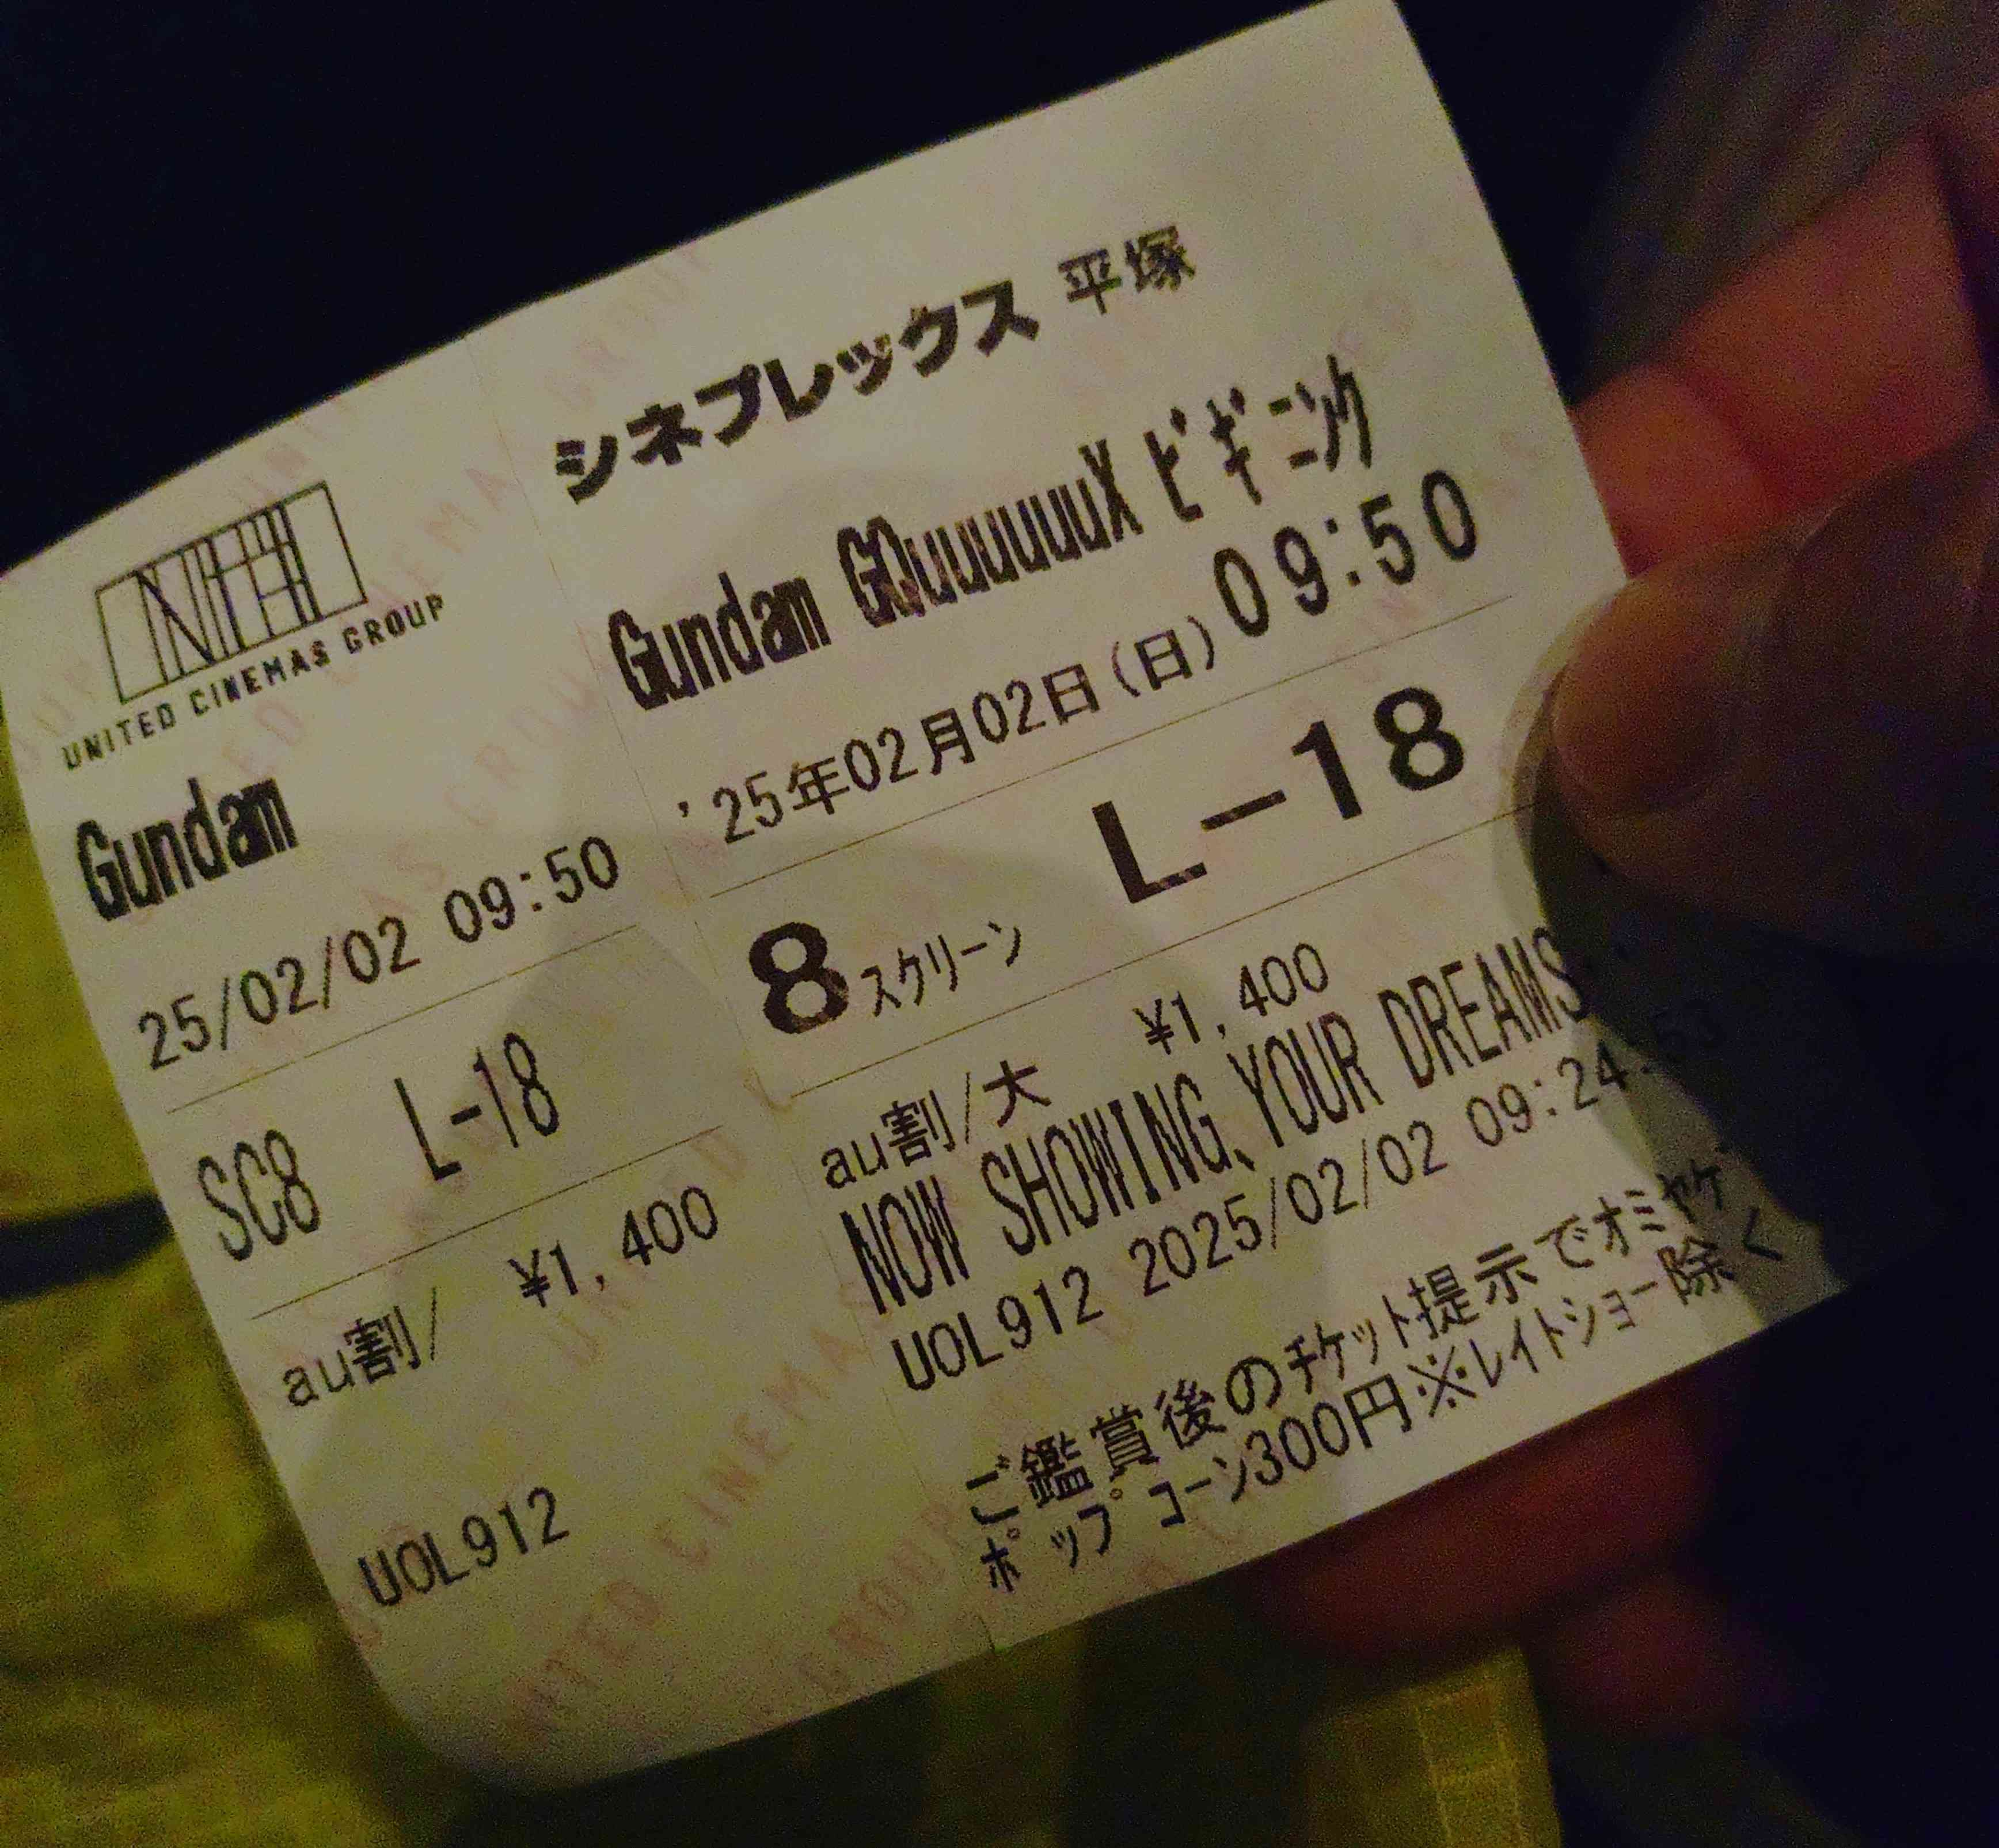 UNITED
UNITED CINEMAS GROUP
Gundam
25/02/02 09:50
SC8 L-18
au割/ ¥1,400
UOL912
シネプレックス 平塚
Gundam GQuuuuuuX ビギニング
'25年02月02日(日)09:50
8スクリーン L-18
au割/大 ¥1,400
NOW SHOWING、YOUR DREAMS
UOL912 2025/02/02 09:24.53
ご鑑賞後のチケット提示でオミヤゲ
ポップコーン300円※レイトショー除く